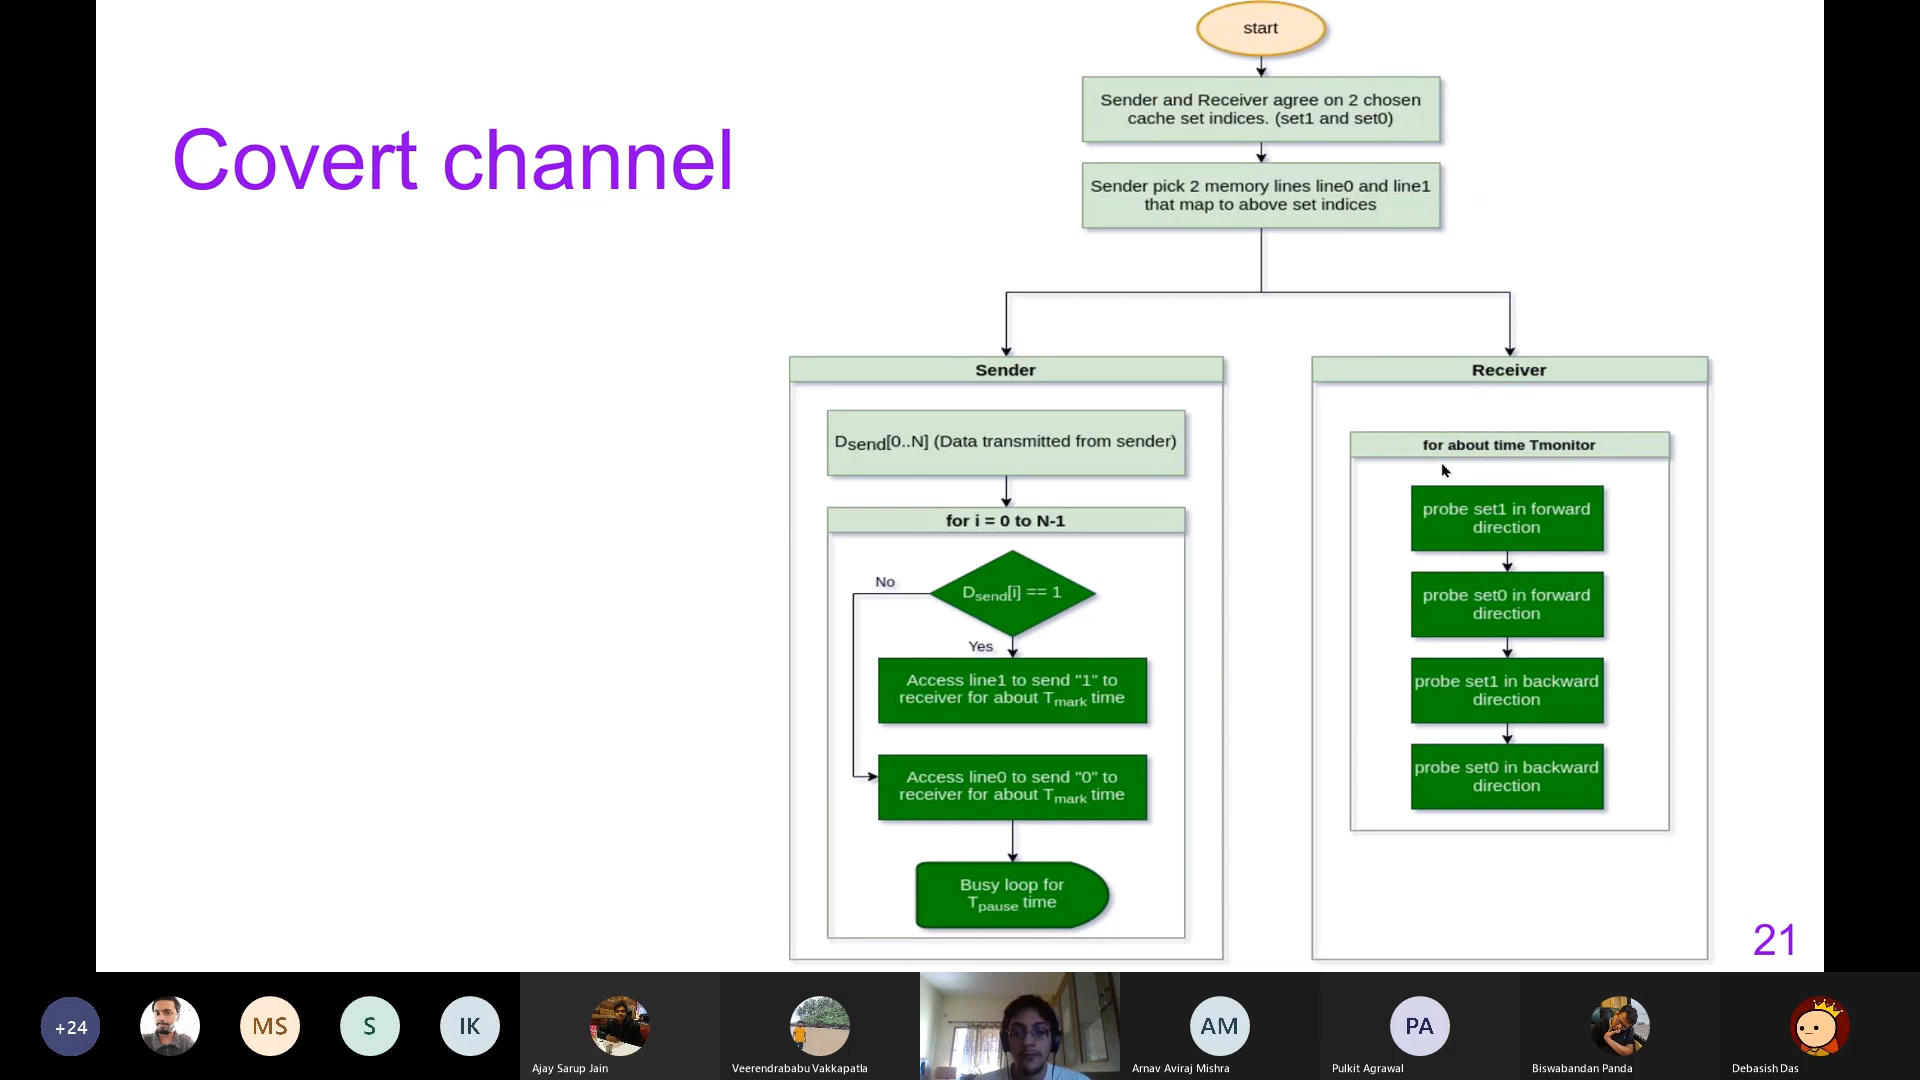 Covert channel
start
Sender and Receiver agree on 2 chosen
cache set indices. (set1 and set0)
Sender pick 2 memory lines line0 and line1
that map to above set indices
Sender
Dsend[0..N] (Data transmitted from sender)
for i = 0 to N-1
No
Dsend[i] == 1
Yes
Access line1 to send "1" to
receiver for about Tmark time
Access line0 to send "0" to
receiver for about Tmark time
Busy loop for
Tpause time
Receiver
for about time Tmonitor
probe set1 in forward
direction
probe set0 in forward
direction
probe set1 in backward
direction
probe set0 in backward
direction
21
+24
MS
S
IK
Ajay Sarup Jain
Veerendrababu Vakkapatla
AM
Arnav Aviraj Mishra
PA
Pulkit Agrawal
Biswabandan Panda
Debasish Das